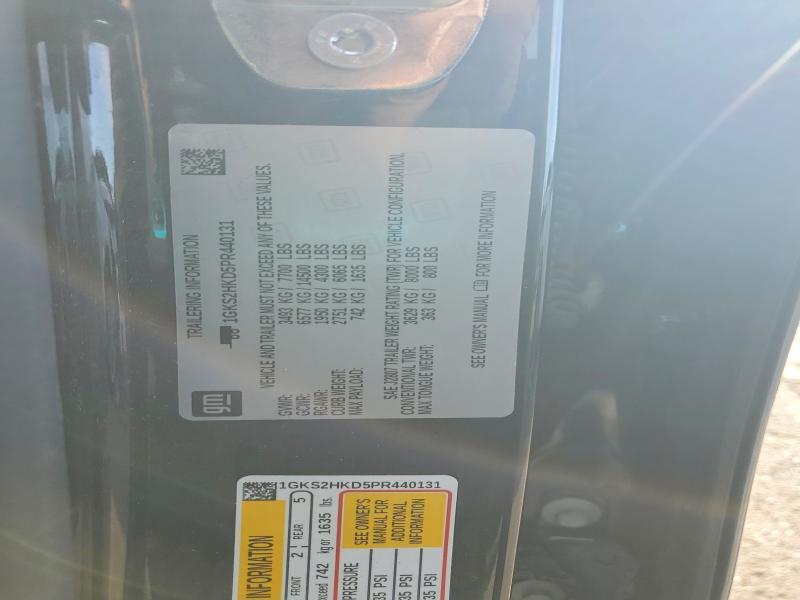 gm
TRAILERING INFORMATION
1GKS2HKD5PR440131
VEHICLE AND TRAILER MUST NOT EXCEED ANY OF THESE VALUES.
GVWR: 3493 KG/ 7700 LBS
GCWR: 6577 KG/14500 LBS
RGAWR: 1950 KG/ 4300 LBS
CURB WEIGHT: 2751 KG/ 6065 LBS
MAX PAYLOAD: 742 KG/ 1635 LBS
SAE J2807 TRAILER WEIGHT RATING (TWR) FOR VEHICLE CONFIGURATION.
CONVENTIONAL TWR: 3629 KG/ 8000 LBS
MAX TONGUE WEIGHT: 363 KG/ 800 LBS
SEE OWNER'S MANUAL FOR MORE INFORMATION
1GKS2HKD5PR440131
INFORMATION
FRONT 2 REAR 5
exceed 742 kg or 1635 lbs.
PRESSURE
35 PSI
35 PSI
35 PSI
SEE OWNER'S
MANUAL FOR
ADDITIONAL
INFORMATION